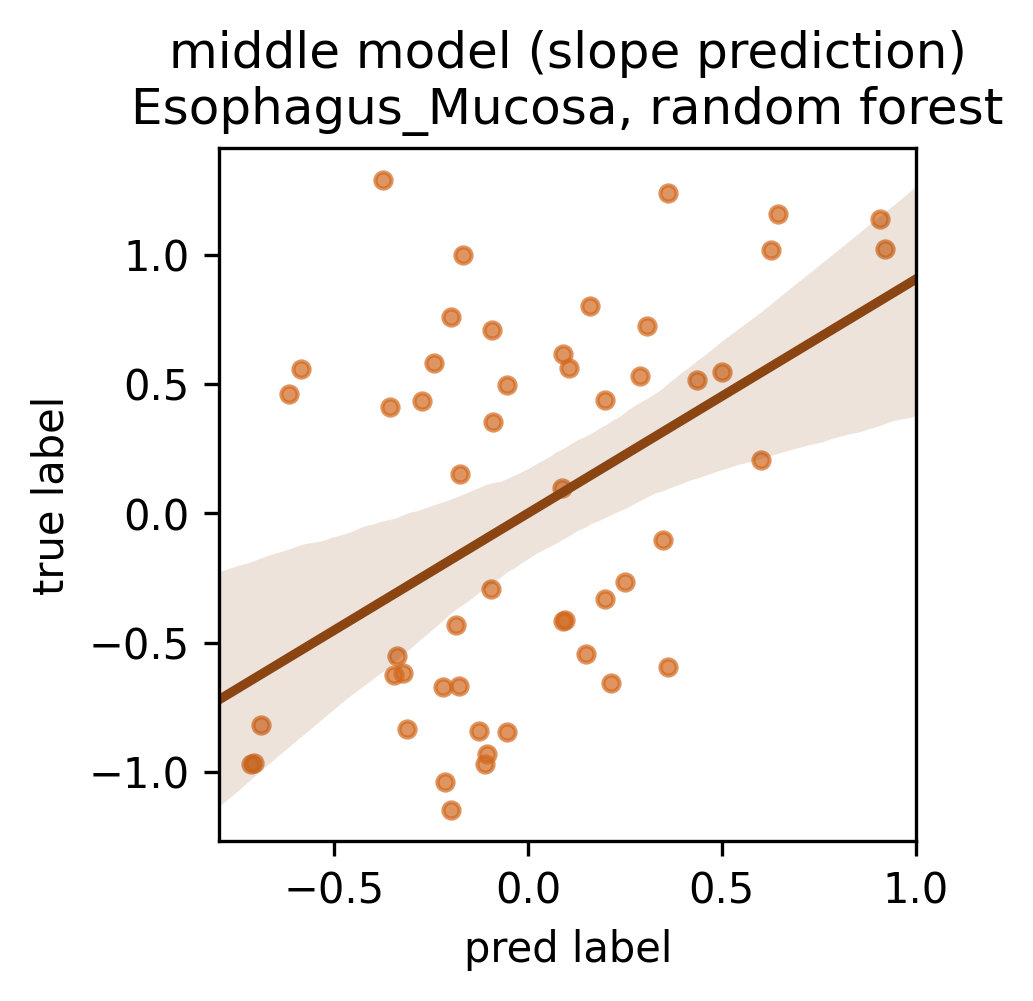 middle model (slope prediction)
Esophagus_Mucosa, random forest
true label
1.0
0.5
0.0
−0.5
−1.0
−0.5
0.0
0.5
1.0
pred label